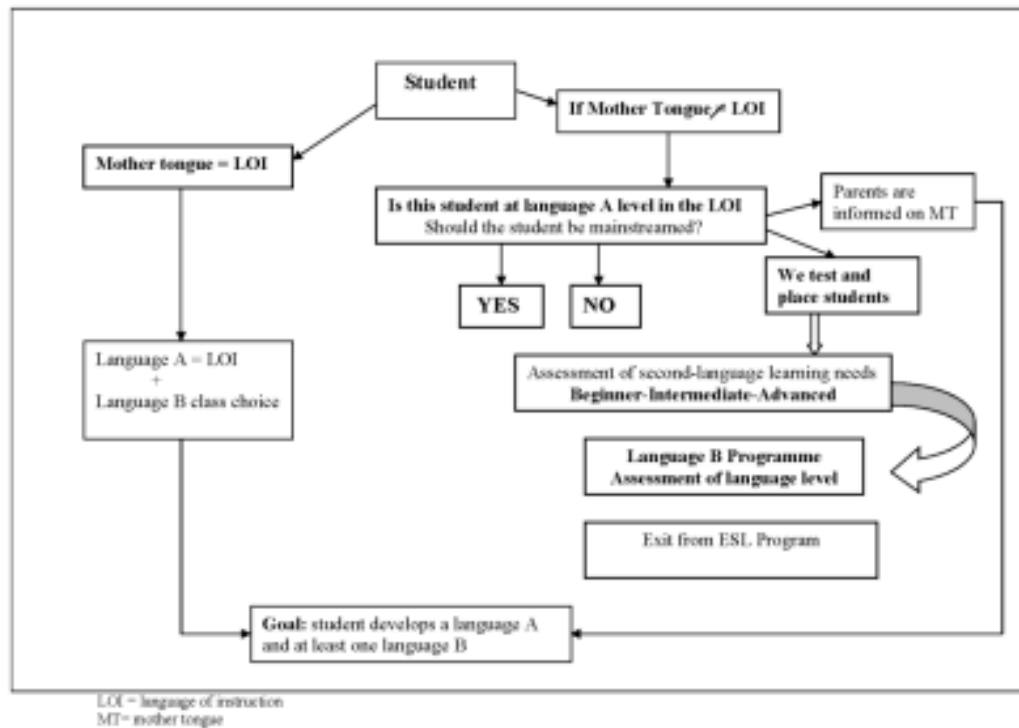 Student
If Mother Tongue ≠ LOI
Mother tongue = LOI
Is this student at language A level in the LOI
Should the student be mainstreamed?
Parents are
informed on MT
We test and
place students
YES
NO
Language A = LOI
+
Language B class choice
Assessment of second-language learning needs
Beginner-Intermediate-Advanced
Language B Programme
Assessment of language level
Exit from ESL Program
Goal: student develops a language A
and at least one language B
LOI = language of instruction
MT= mother tongue